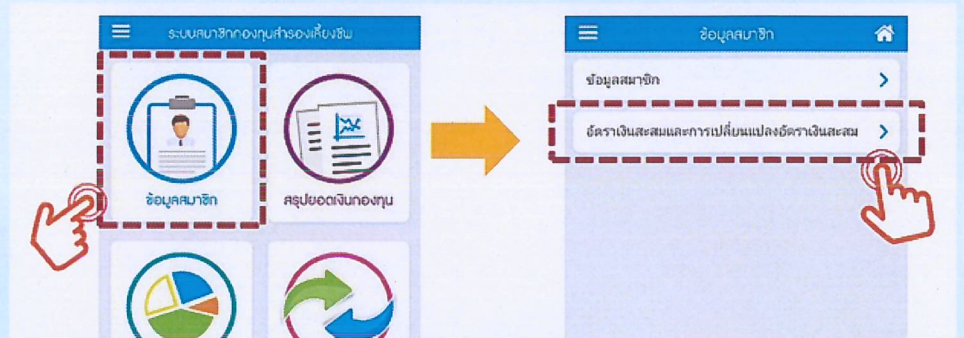 ระบบสมาชิกกองทุนสำรองเลี้ยงชีพ
ข้อมูลสมาชิก
สรุปยอดเงินกองทุน
ข้อมูลสมาชิก
ข้อมูลสมาชิก
อัตราเงินสะสมและการเปลี่ยนแปลงอัตราเงินสะสม